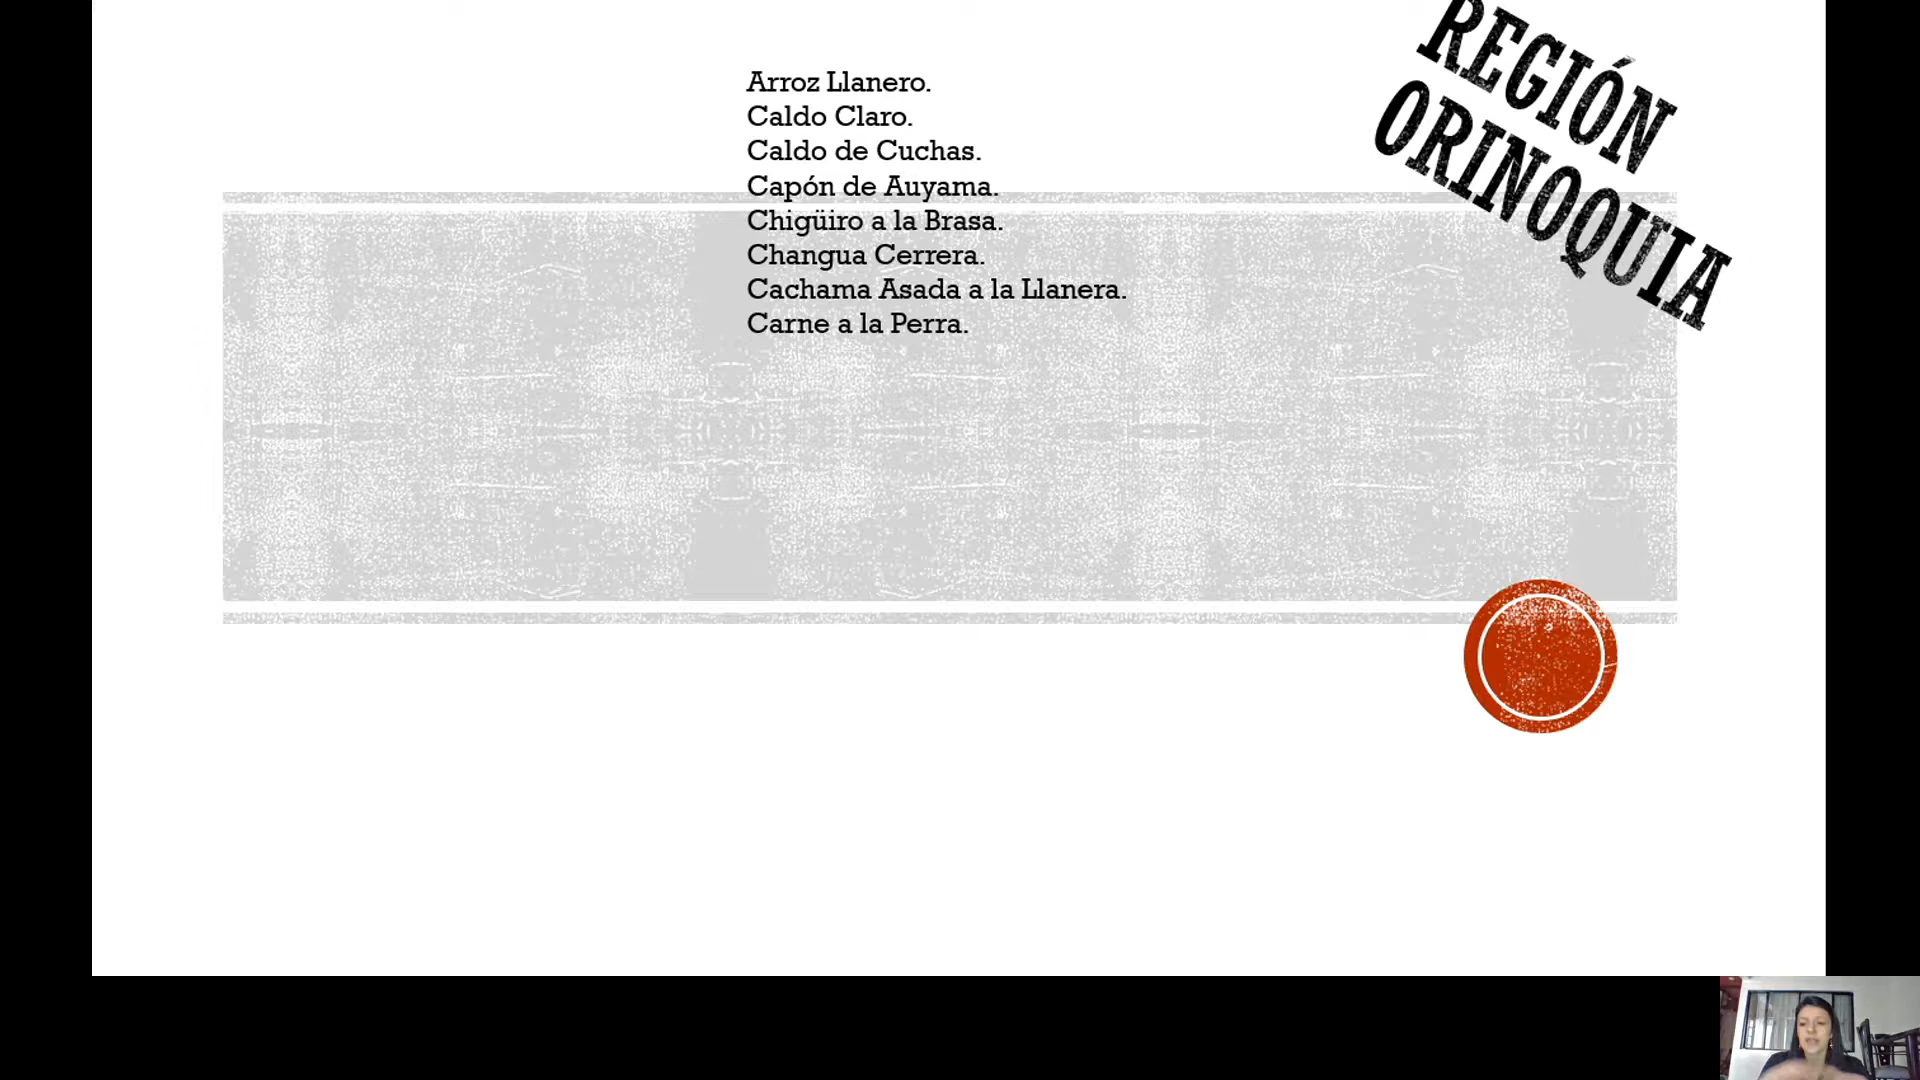 REGIÓN
ORINOQUIA
Arroz Llanero.
Caldo Claro.
Caldo de Cuchas.
Capón de Auyama.
Chigüiro a la Brasa.
Changua Cerrera.
Cachama Asada a la Llanera.
Carne a la Perra.